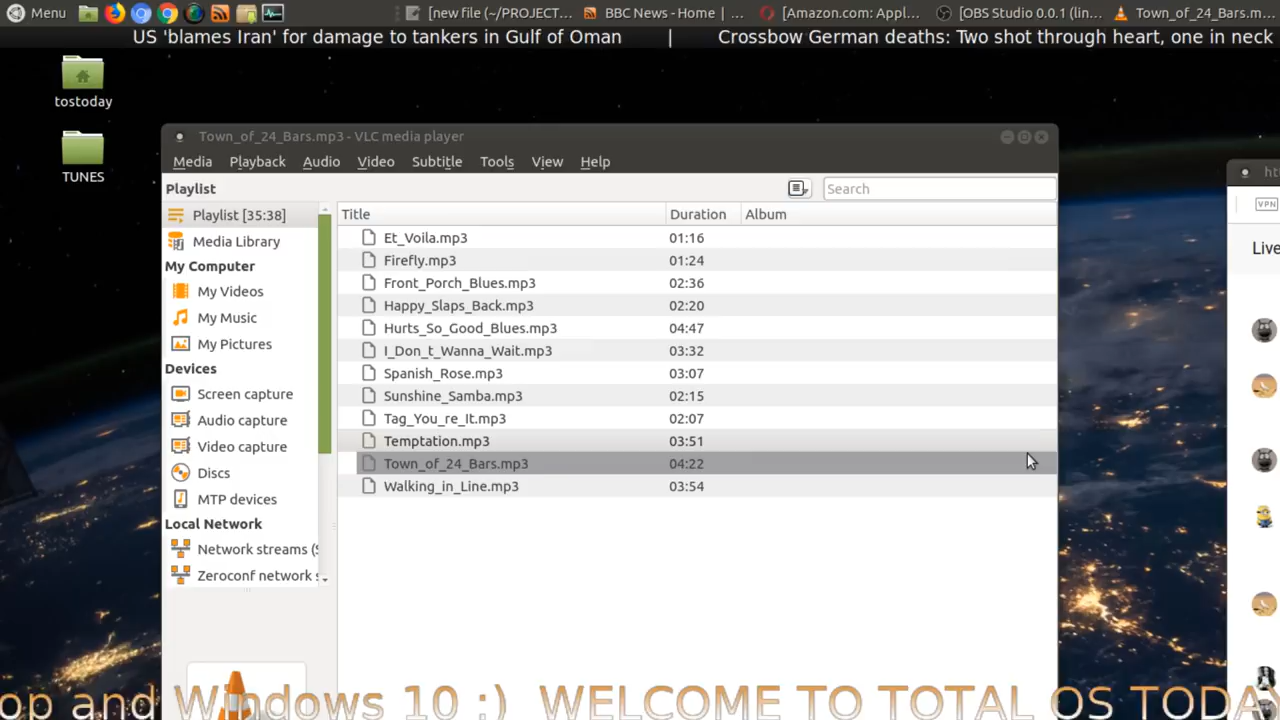 Menu [new file (~/PROJECT... BBC News - Home | ... [Amazon.com: Appl... [OBS Studio 0.0.1 (lin... Town_of_24_Bars.m...
US 'blames Iran' for damage to tankers in Gulf of Oman | Crossbow German deaths: Two shot through heart, one in neck
tostoday
TUNES
Town_of_24_Bars.mp3 - VLC media player
Media Playback Audio Video Subtitle Tools View Help
Playlist
Search
Playlist [35:38]
Media Library
My Computer
My Videos
My Music
My Pictures
Devices
Screen capture
Audio capture
Video capture
Discs
MTP devices
Local Network
Network streams (S
Zeroconf network s
Title Duration Album
Et_Voila.mp3 01:16
Firefly.mp3 01:24
Front_Porch_Blues.mp3 02:36
Happy_Slaps_Back.mp3 02:20
Hurts_So_Good_Blues.mp3 04:47
I_Don_t_Wanna_Wait.mp3 03:32
Spanish_Rose.mp3 03:07
Sunshine_Samba.mp3 02:15
Tag_You_re_It.mp3 02:07
Temptation.mp3 03:51
Town_of_24_Bars.mp3 04:22
Walking_in_Line.mp3 03:54
ht
VPN
Live
op and Windows 10 :) WELCOME TO TOTAL OS TODA